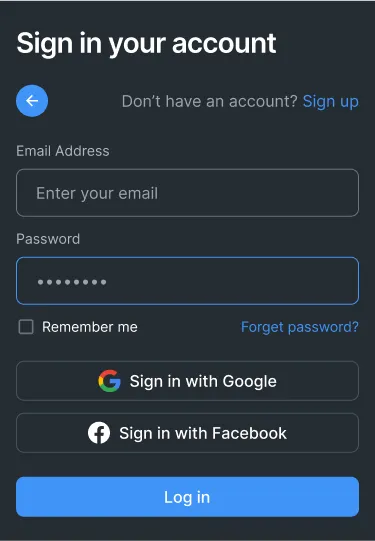 Sign in your account
Don't have an account? Sign up
Email Address
Enter your email
Password
••••••••
Remember me
Forget password?
Sign in with Google
Sign in with Facebook
Log in